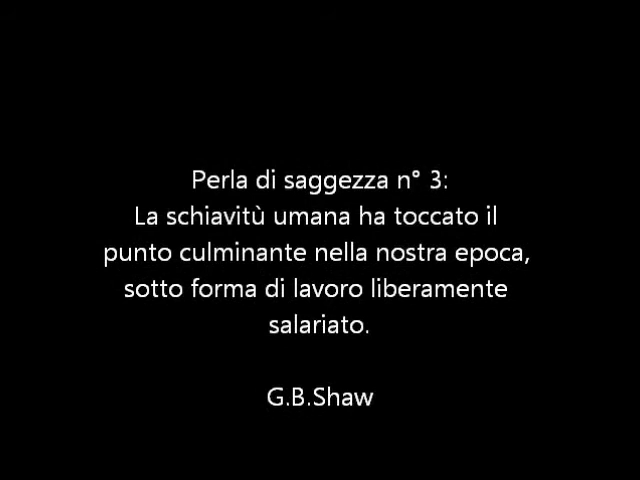 Perla di saggezza n° 3:
La schiavitù umana ha toccato il
punto culminante nella nostra epoca,
sotto forma di lavoro liberamente
salariato.
G.B.Shaw